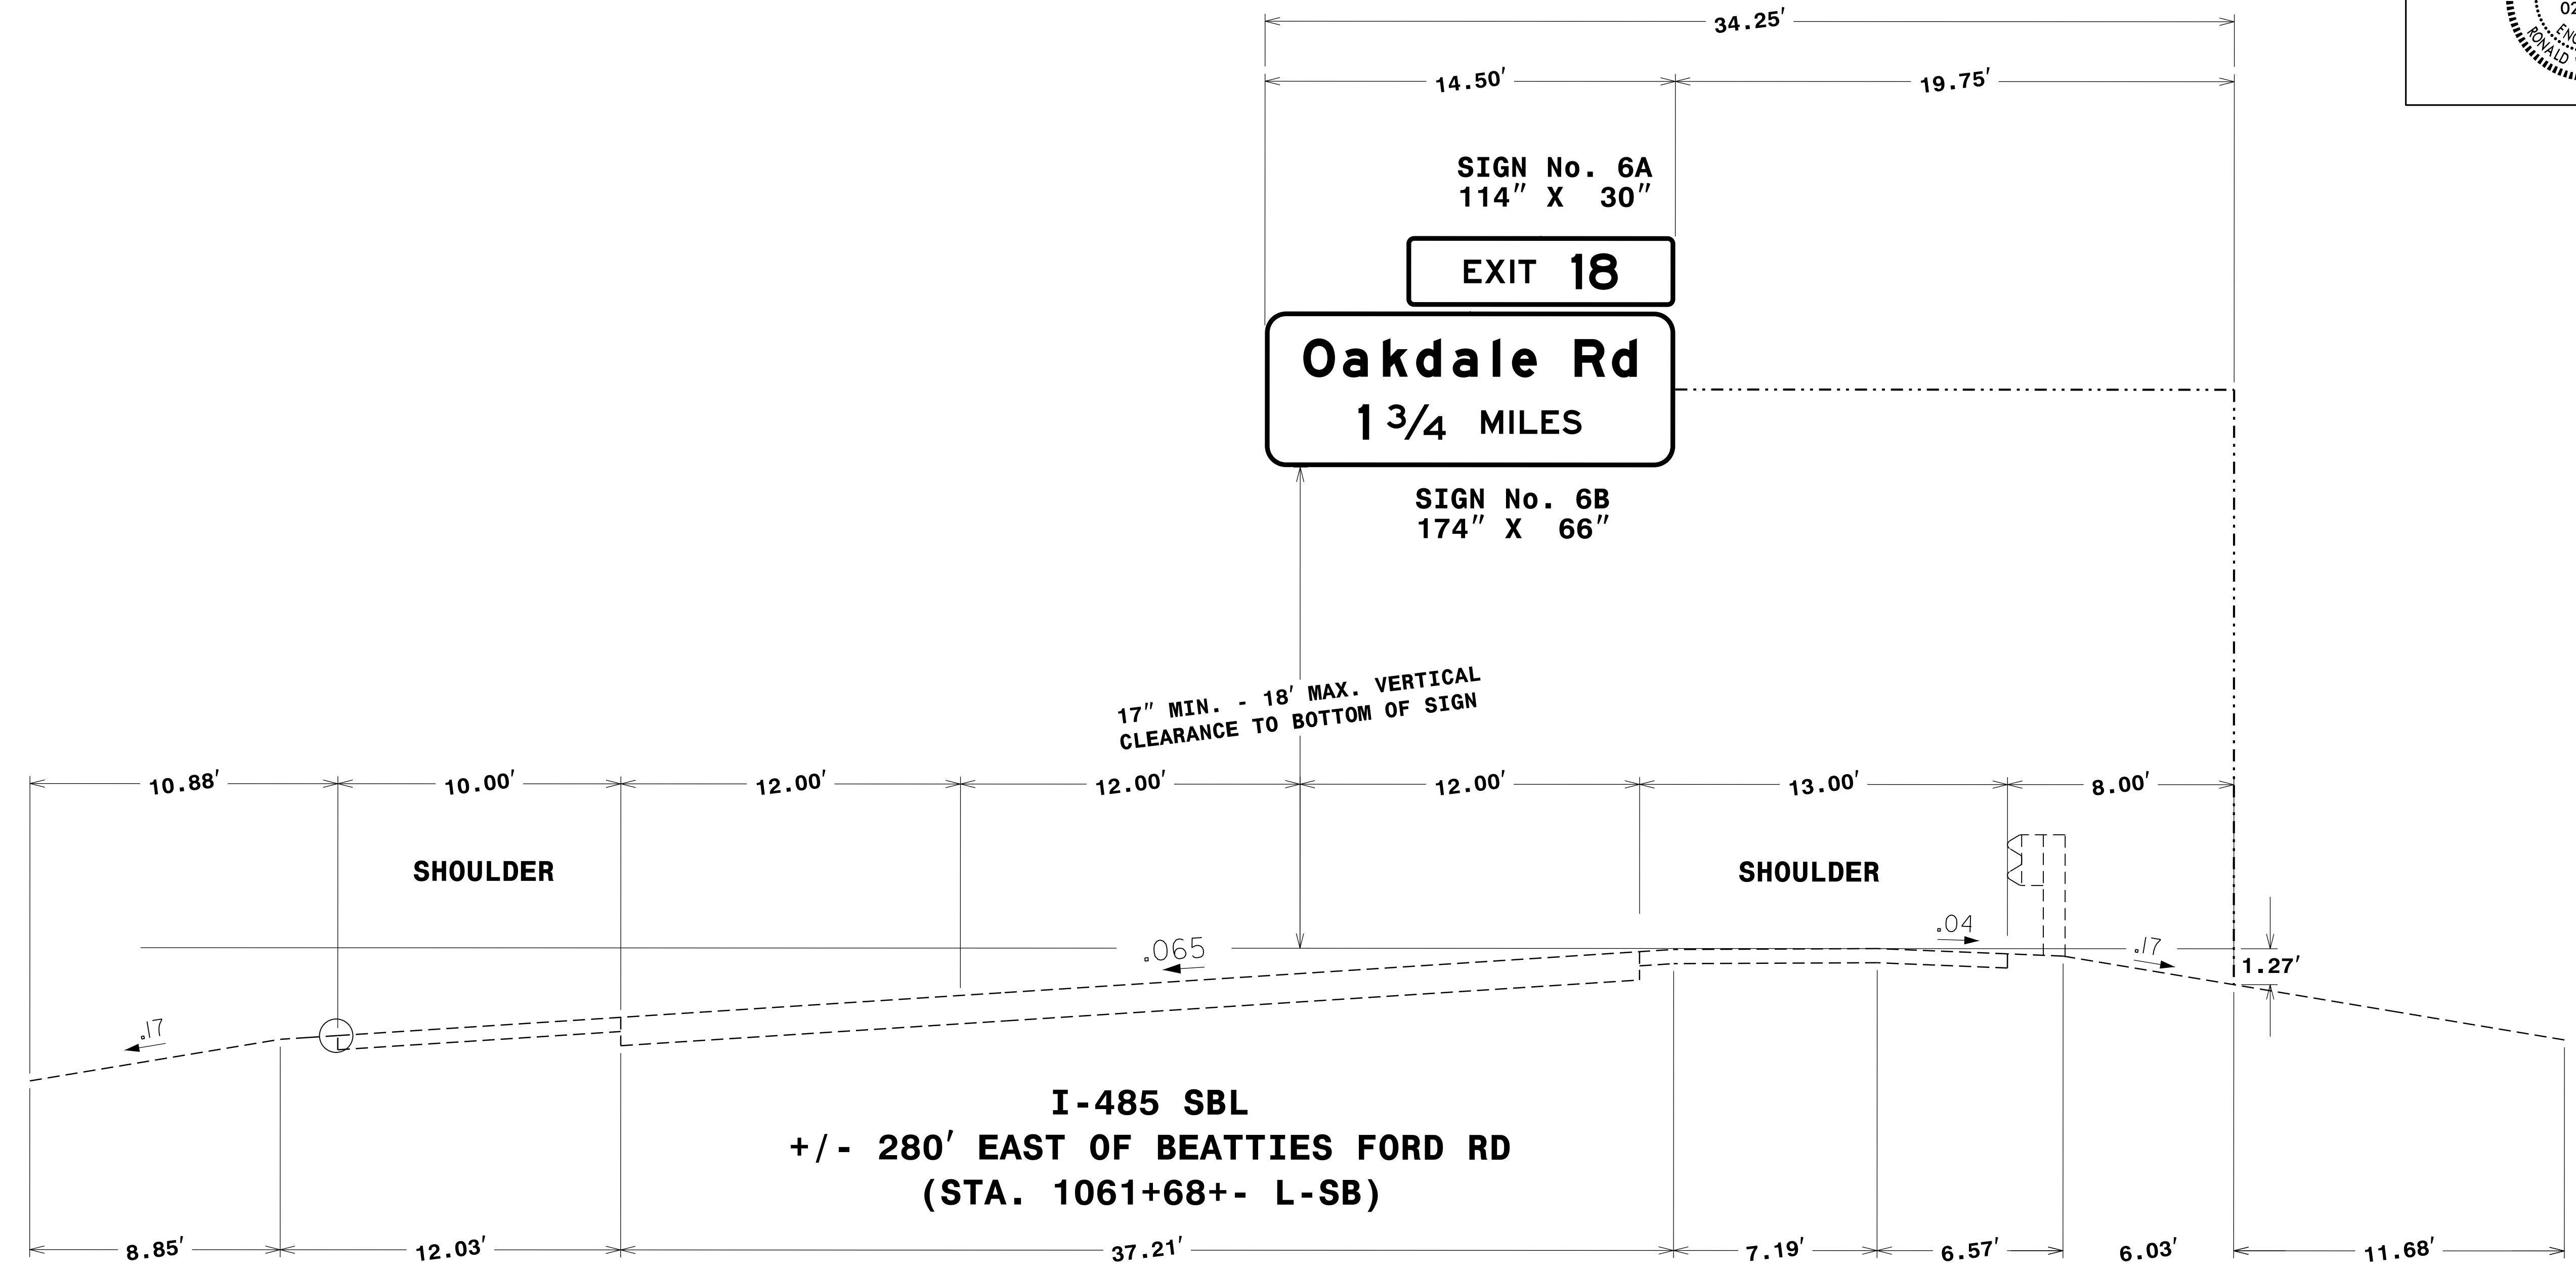 34.25'
02
ENG
RONALD
14.50'
19.75'
SIGN No. 6A
114" X 30"
EXIT 18
Oakdale Rd
1 3/4 MILES
SIGN No. 6B
174" X 66"
17" MIN. - 18' MAX. VERTICAL
CLEARANCE TO BOTTOM OF SIGN
10.88'
10.00'
12.00'
12.00'
12.00'
13.00'
8.00'
SHOULDER
SHOULDER
.04
.065
.17
1.27'
.17
I-485 SBL
+/- 280' EAST OF BEATTIES FORD RD
(STA. 1061+68+- L-SB)
8.85'
12.03'
37.21'
7.19'
6.57'
6.03'
11.68'